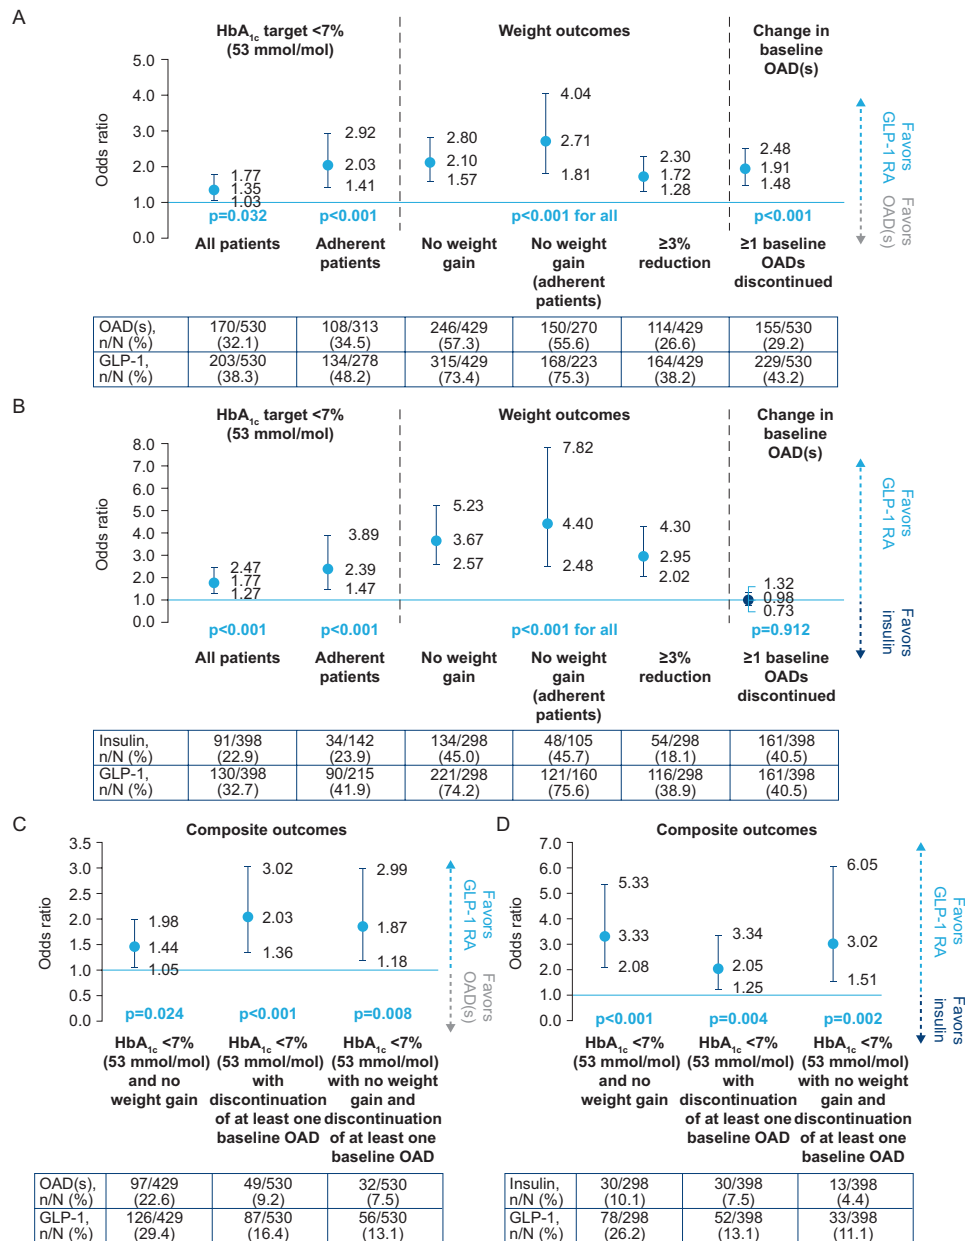 A
HbA1c target <7%
(53 mmol/mol)
Weight outcomes
Change in
baseline
OAD(s)
Odds ratio
5.0
4.0
3.0
2.0
1.0
0.0
1.77
1.35
1.03
2.92
2.03
1.41
2.80
2.10
1.57
4.04
2.71
1.81
2.30
1.72
1.28
2.48
1.91
1.48
Favors
GLP-1 RA
Favors
OAD(s)
p=0.032
p<0.001
p<0.001 for all
p<0.001
All patients
Adherent
patients
No weight
gain
No weight
gain
(adherent
patients)
≥3%
reduction
≥1 baseline
OADs
discontinued
OAD(s), 170/530 108/313 246/429 150/270 114/429 155/530
n/N (%) (32.1) (34.5) (57.3) (55.6) (26.6) (29.2)
GLP-1, 203/530 134/278 315/429 168/223 164/429 229/530
n/N (%) (38.3) (48.2) (73.4) (75.3) (38.2) (43.2)
B
HbA1c target <7%
(53 mmol/mol)
Weight outcomes
Change in
baseline
OAD(s)
Odds ratio
8.0
7.0
6.0
5.0
4.0
3.0
2.0
1.0
0.0
2.47
1.77
1.27
3.89
2.39
1.47
5.23
3.67
2.57
7.82
4.40
2.48
4.30
2.95
2.02
1.32
0.98
0.73
Favors
GLP-1 RA
Favors
insulin
p<0.001
p<0.001
p<0.001 for all
p=0.912
All patients
Adherent
patients
No weight
gain
No weight
gain
(adherent
patients)
≥3%
reduction
≥1 baseline
OADs
discontinued
Insulin, 91/398 34/142 134/298 48/105 54/298 161/398
n/N (%) (22.9) (23.9) (45.0) (45.7) (18.1) (40.5)
GLP-1, 130/398 90/215 221/298 121/160 116/298 161/398
n/N (%) (32.7) (41.9) (74.2) (75.6) (38.9) (40.5)
C
Composite outcomes
Odds ratio
3.5
3.0
2.5
2.0
1.5
1.0
0.5
0.0
1.98
1.44
1.05
3.02
2.03
1.36
2.99
1.87
1.18
Favors
GLP-1 RA
Favors
OAD(s)
p=0.024
p<0.001
p=0.008
HbA1c <7%
(53 mmol/mol)
and no
weight gain
HbA1c <7%
(53 mmol/mol)
with
discontinuation
of at least one
baseline OAD
HbA1c <7%
(53 mmol/mol)
with no weight
gain and
discontinuation
of at least one
baseline OAD
OAD(s), 97/429 49/530 32/530
n/N (%) (22.6) (9.2) (7.5)
GLP-1, 126/429 87/530 56/530
n/N (%) (29.4) (16.4) (13.1)
D
Composite outcomes
Odds ratio
7.0
6.0
5.0
4.0
3.0
2.0
1.0
0.0
5.33
3.33
2.08
3.34
2.05
1.25
6.05
3.02
1.51
Favors
GLP-1 RA
Favors
insulin
p<0.001
p=0.004
p=0.002
HbA1c <7%
(53 mmol/mol)
and no
weight gain
HbA1c <7%
(53 mmol/mol)
with
discontinuation
of at least one
baseline OAD
HbA1c <7%
(53 mmol/mol)
with no weight
gain and
discontinuation
of at least one
baseline OAD
Insulin, 30/298 30/398 13/398
n/N (%) (10.1) (7.5) (4.4)
GLP-1, 78/298 52/398 33/398
n/N (%) (26.2) (13.1) (11.1)